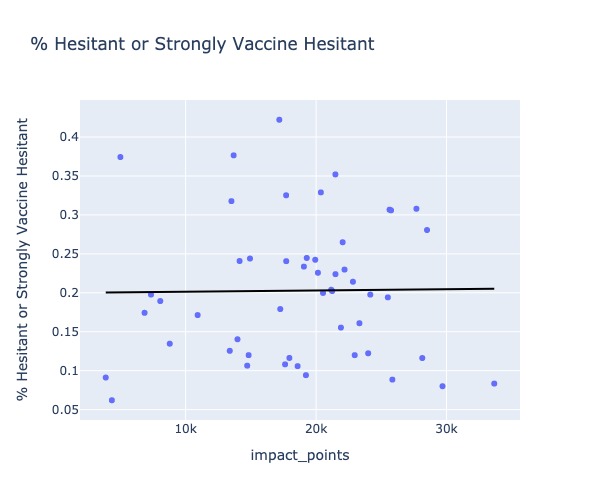 % Hesitant or Strongly Vaccine Hesitant
% Hesitant or Strongly Vaccine Hesitant
0.4
0.35
0.3
0.25
0.2
0.15
0.1
0.05
10k
20k
30k
impact_points